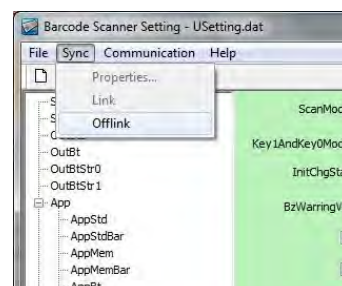 Barcode Scanner Setting - USetting.dat
File Sync Communication Help
Properties...
Link
Offlink
OutBt
OutBtStr0
OutBtStr1
App
AppStd
AppStdBar
AppMem
AppMemBar
ScanMod
Key1AndKey0Mod
InitChgSta
BzWarringV